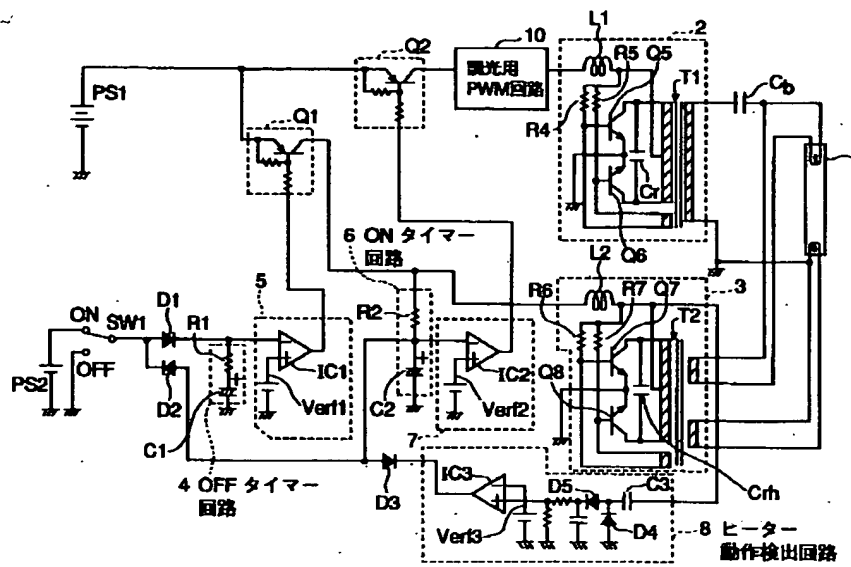 L1
2
Q2
10
R5
Q5
T1
Cb
PS1
調光用
PWM回路
Q1
R4
Cr
6 ON タイマー
回路
Q6
5
L2
R6
R7
Q7
3
T2
ON
SW1
D1
R1
R2
IC1
IC2
Q8
PS2
OFF
D2
Verf1
C2
Verf2
C1
7
IC3
D5
C3
Crh
4 OFF タイマー
回路
D3
Verf3
D4
8 ヒーター
動作検出回路